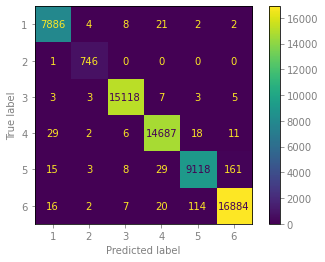 1 7886 4 8 21 2 2
2 1 746 0 0 0 0
3 3 3 15118 7 3 5
4 29 2 6 14687 18 11
5 15 3 8 29 9118 161
6 16 2 7 20 114 16884
1 2 3 4 5 6
Predicted label
True label
16000
14000
12000
10000
8000
6000
4000
2000
0